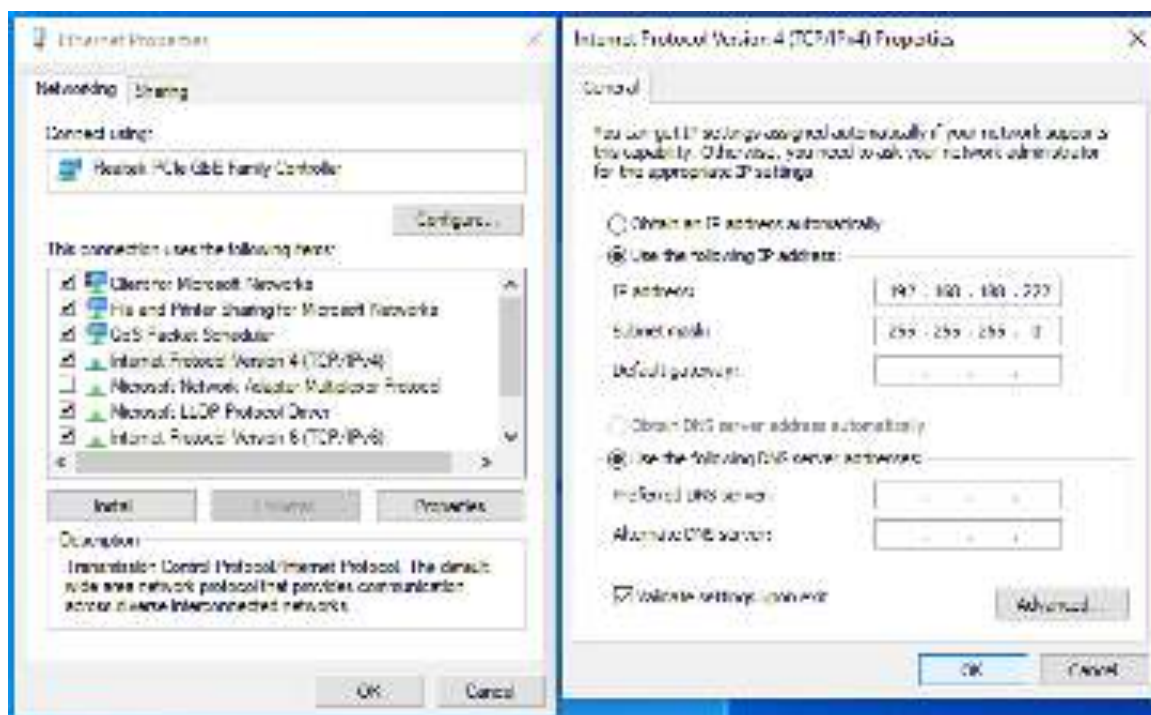 Ethernet Properties
Networking
Sharing
Connect using:
Realtek PCIe GbE Family Controller
Configure...
This connection uses the following items:
Client for Microsoft Networks
File and Printer Sharing for Microsoft Networks
QoS Packet Scheduler
Internet Protocol Version 4 (TCP/IPv4)
Microsoft Network Adapter Multiplexor Protocol
Microsoft LLDP Protocol Driver
Internet Protocol Version 6 (TCP/IPv6)
Install...
Uninstall
Properties
Description
Transmission Control Protocol/Internet Protocol. The default
wide area network protocol that provides communication
across diverse interconnected networks.
OK
Cancel
Internet Protocol Version 4 (TCP/IPv4) Properties
General
You can get IP settings assigned automatically if your network supports
this capability. Otherwise, you need to ask your network administrator
for the appropriate IP settings.
Obtain an IP address automatically
Use the following IP address:
IP address:
Subnet mask:
255 . 255 . 255 . 0
Default gateway:
Obtain DNS server address automatically
Use the following DNS server addresses:
Preferred DNS server:
Alternate DNS server:
Validate settings upon exit
Advanced...
OK
Cancel